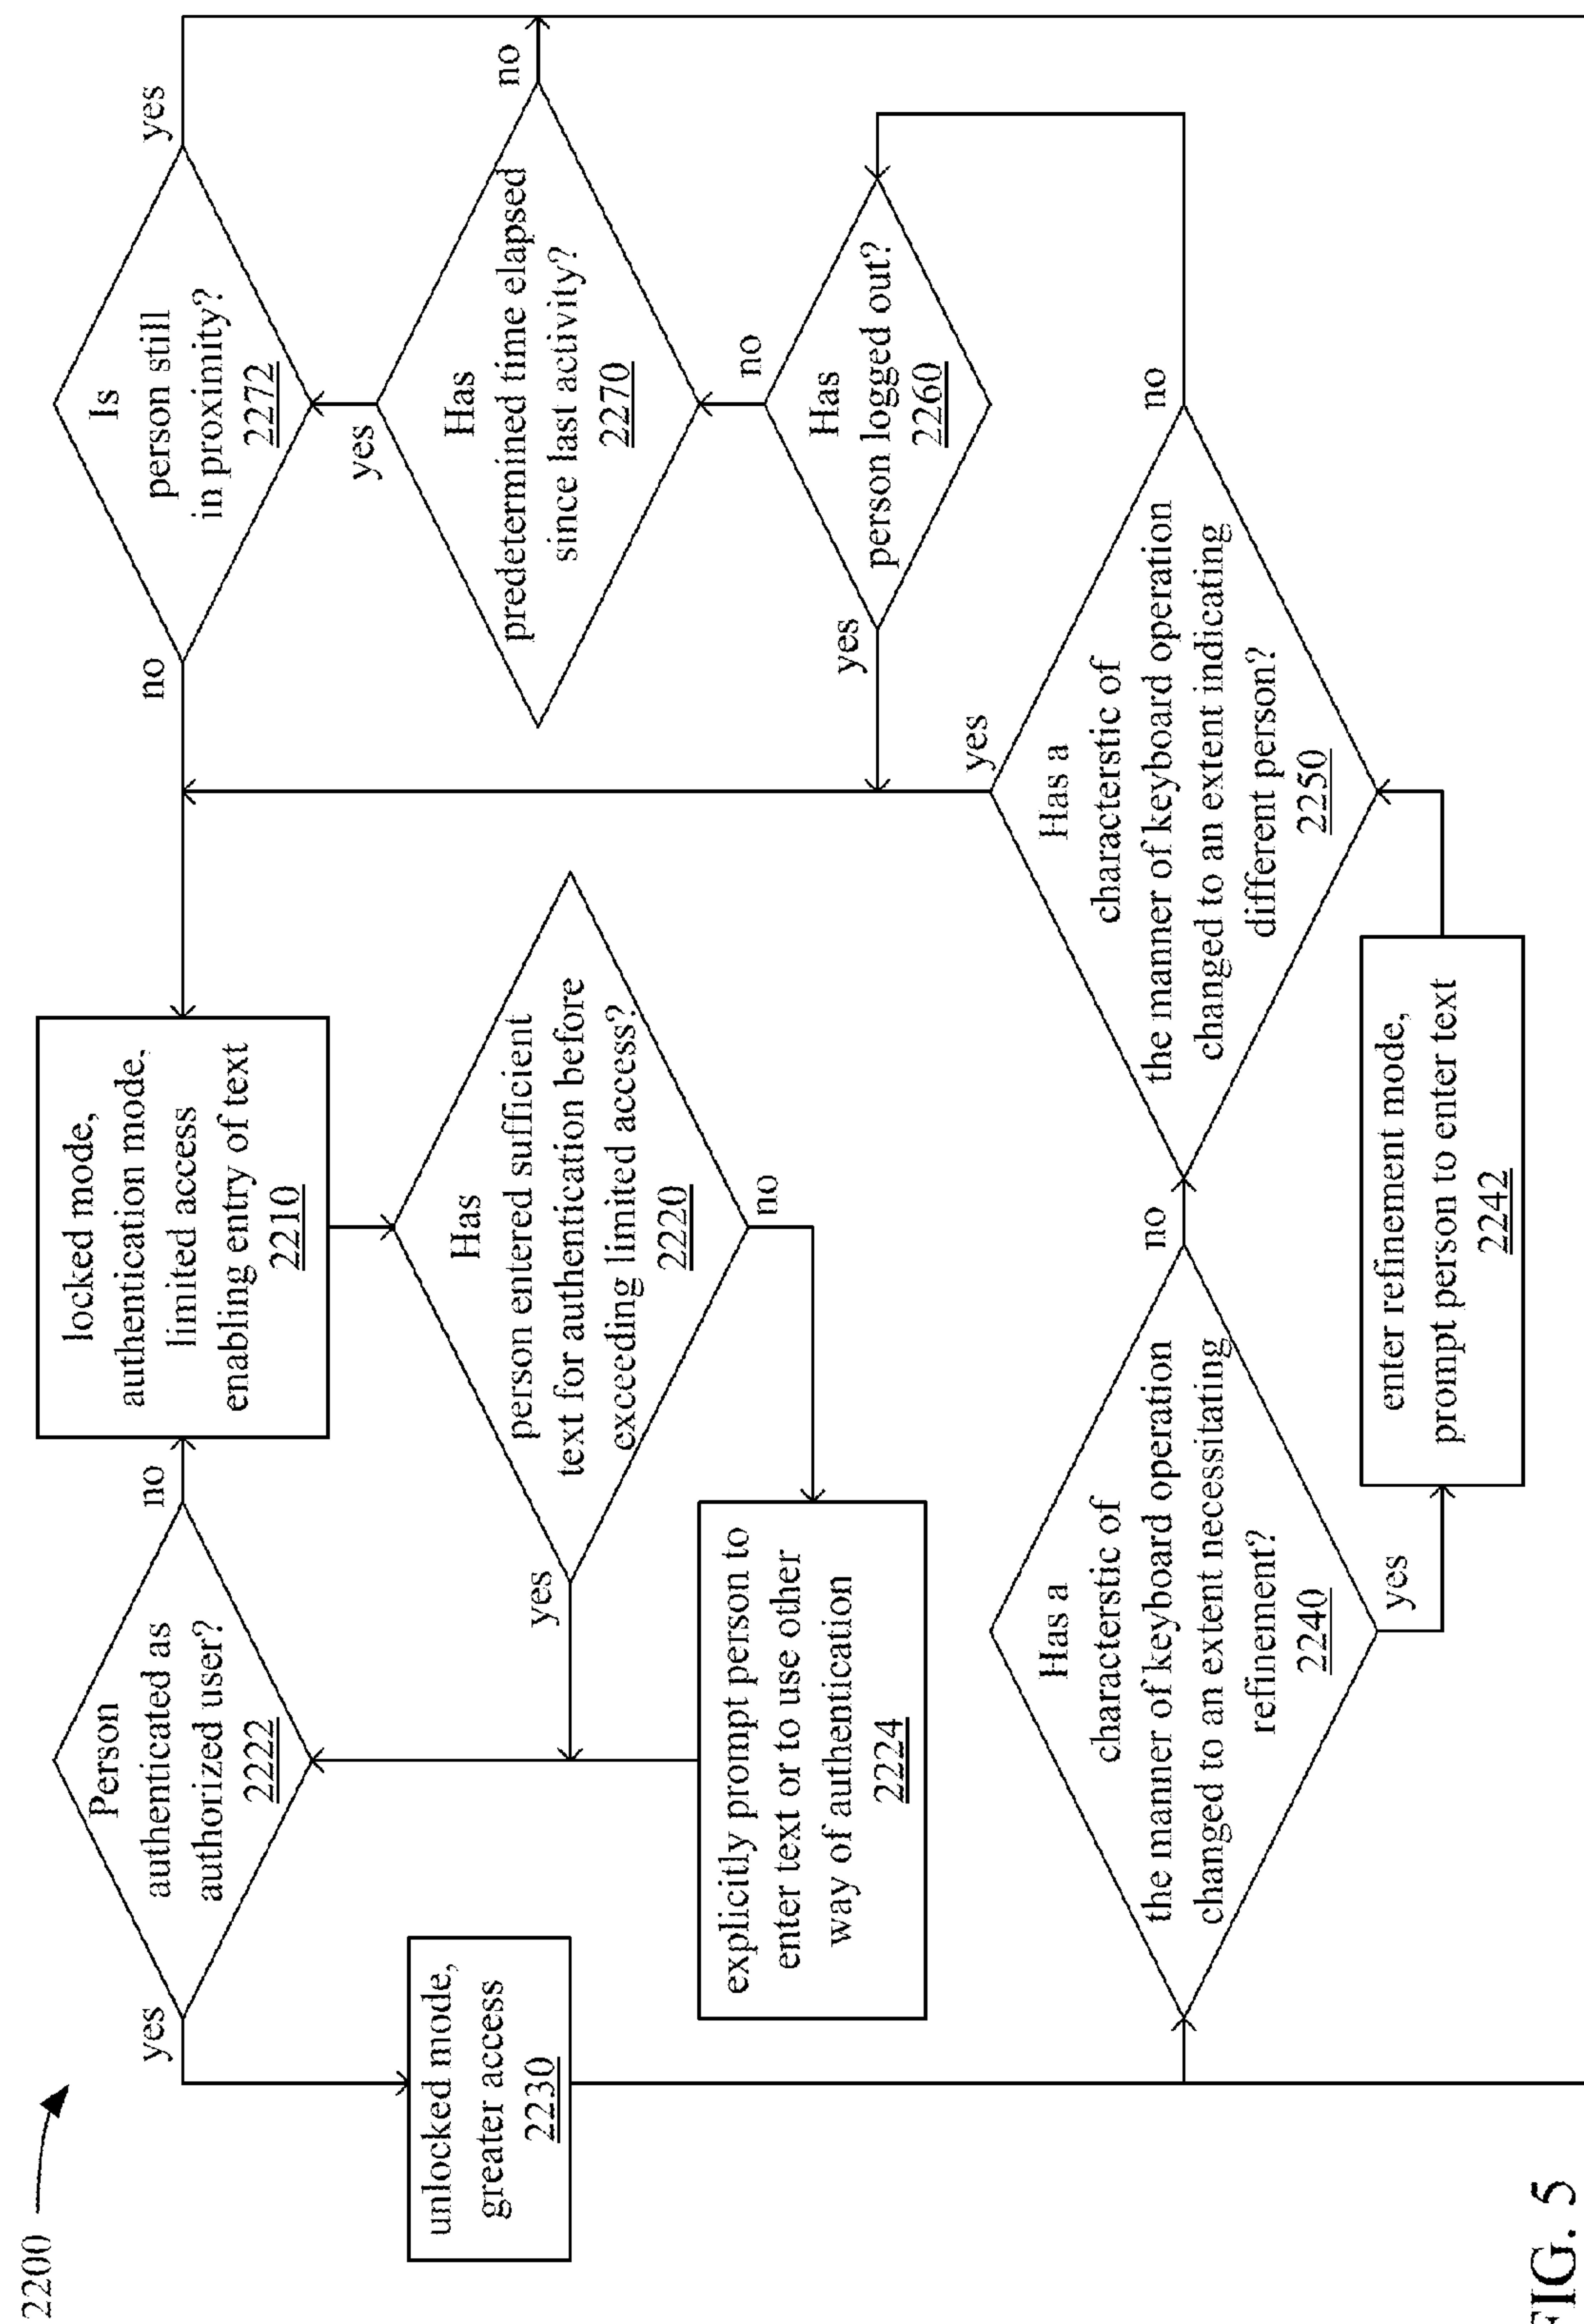 2200
yes
Person
authenticated as
authorized user?
2222
no
locked mode,
authentication mode,
limited access
enabling entry of text
2210
no
Is
person still
in proximity?
2272
yes
unlocked mode,
greater access
2230
yes
Has
person entered sufficient
text for authentication before
exceeding limited access?
2220
no
yes
Has
predetermined time elapsed
since last activity?
2270
no
explicitly prompt person to
enter text or to use other
way of authentication
2224
yes
Has
person logged out?
2260
no
Has a
characterstic of
the manner of keyboard operation
changed to an extent necessitating
refinement?
2240
no
yes
Has a
characterstic of
the manner of keyboard operation
changed to an extent indicating
different person?
2250
yes
no
enter refinement mode,
prompt person to enter text
2242
FIG. 5